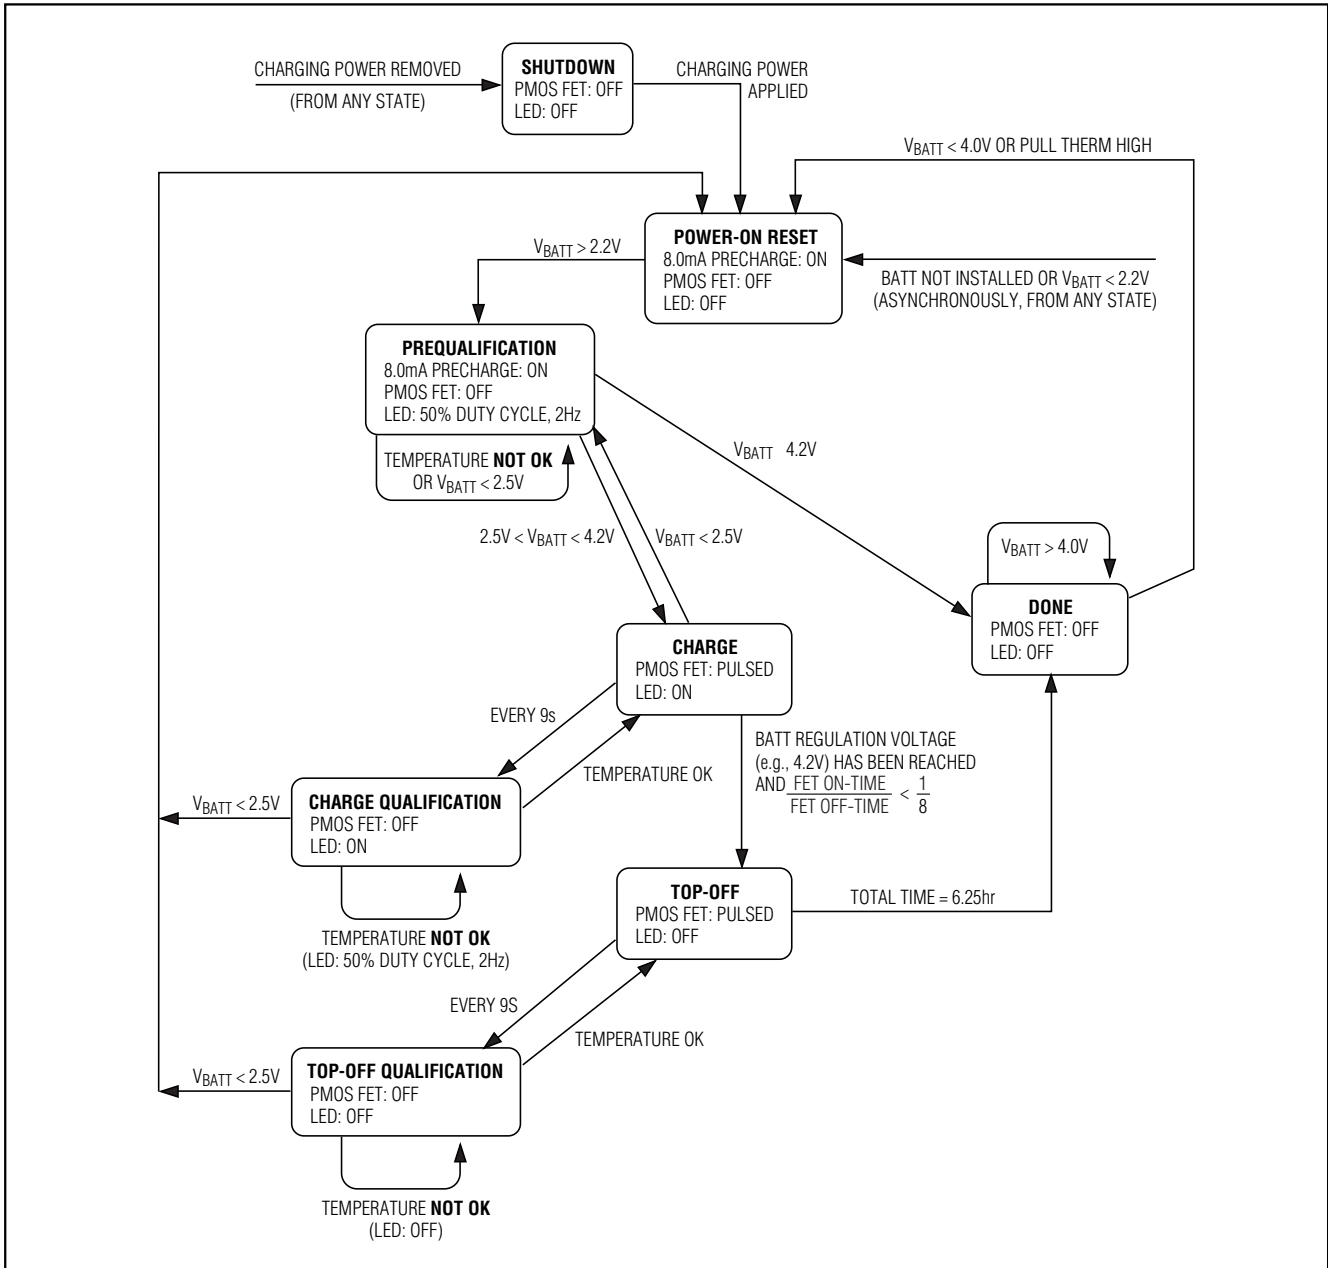 CHARGING POWER REMOVED
(FROM ANY STATE)
SHUTDOWN
PMOS FET: OFF
LED: OFF
CHARGING POWER
APPLIED
VBATT < 4.0V OR PULL THERM HIGH
POWER-ON RESET
8.0mA PRECHARGE: ON
PMOS FET: OFF
LED: OFF
VBATT > 2.2V
BATT NOT INSTALLED OR VBATT < 2.2V
(ASYNCHRONOUSLY, FROM ANY STATE)
PREQUALIFICATION
8.0mA PRECHARGE: ON
PMOS FET: OFF
LED: 50% DUTY CYCLE, 2Hz
TEMPERATURE NOT OK
OR VBATT < 2.5V
VBATT 4.2V
2.5V < VBATT < 4.2V
VBATT < 2.5V
VBATT > 4.0V
DONE
PMOS FET: OFF
LED: OFF
CHARGE
PMOS FET: PULSED
LED: ON
EVERY 9s
TEMPERATURE OK
BATT REGULATION VOLTAGE
(e.g., 4.2V) HAS BEEN REACHED
AND FET ON-TIME / FET OFF-TIME < 1/8
VBATT < 2.5V
CHARGE QUALIFICATION
PMOS FET: OFF
LED: ON
TEMPERATURE NOT OK
(LED: 50% DUTY CYCLE, 2Hz)
TOP-OFF
PMOS FET: PULSED
LED: OFF
TOTAL TIME = 6.25hr
EVERY 9S
TEMPERATURE OK
VBATT < 2.5V
TOP-OFF QUALIFICATION
PMOS FET: OFF
LED: OFF
TEMPERATURE NOT OK
(LED: OFF)